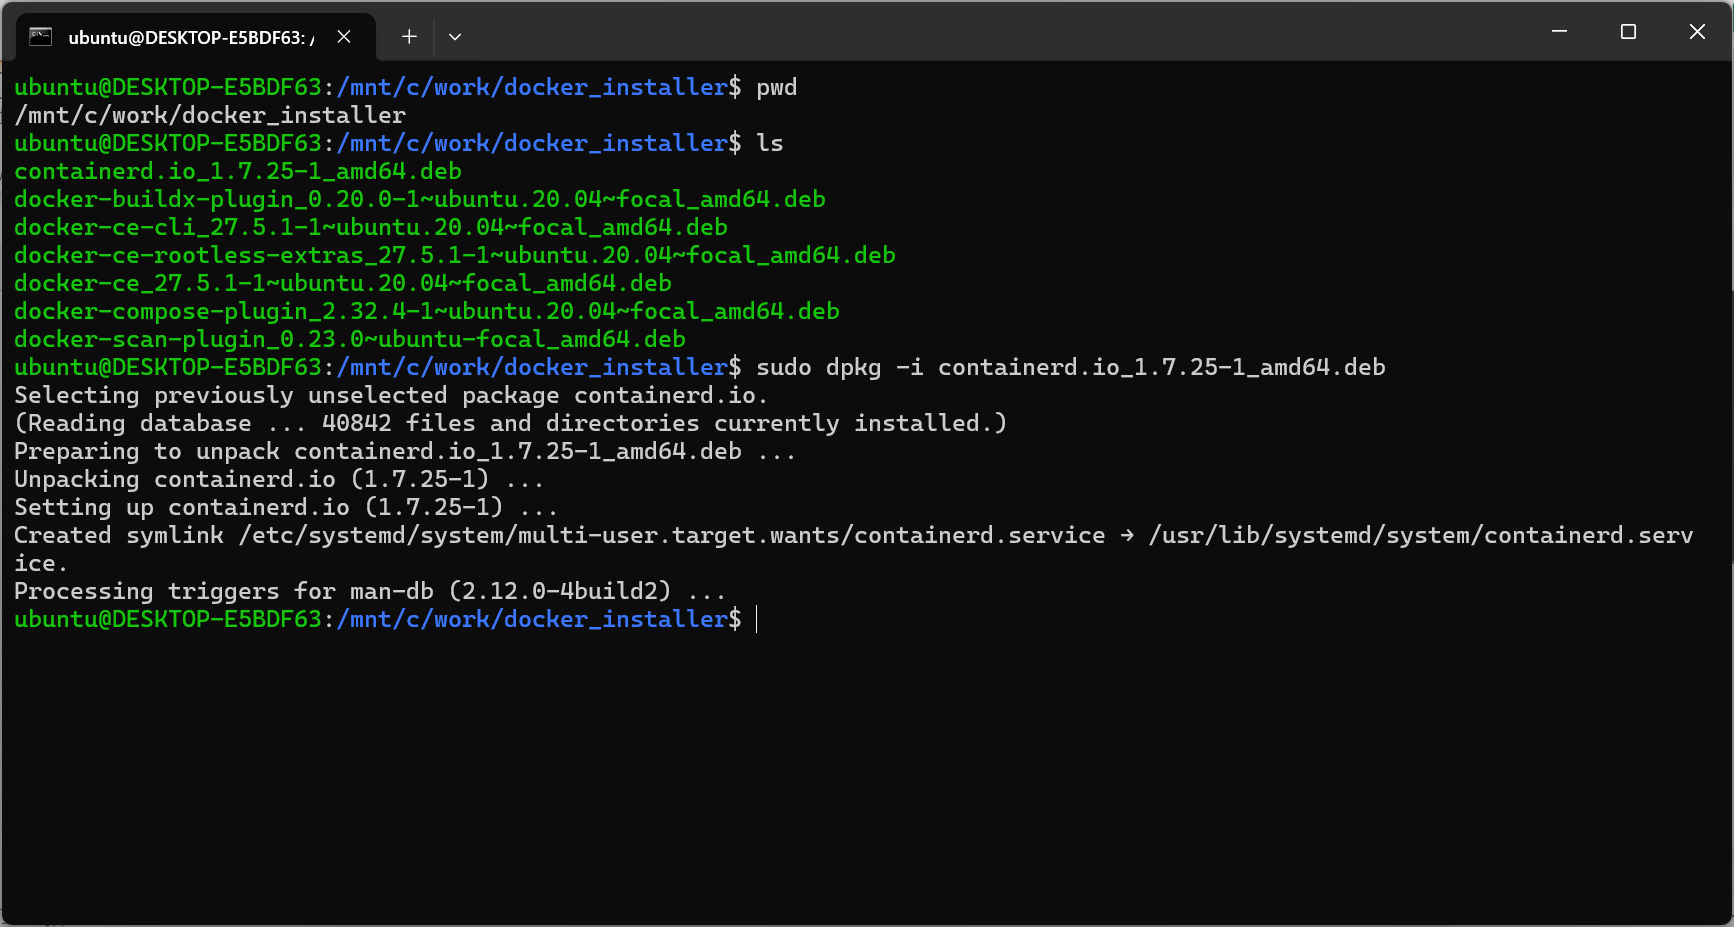 ubuntu@DESKTOP-E5BDF63: /
ubuntu@DESKTOP-E5BDF63:/mnt/c/work/docker_installer$ pwd
/mnt/c/work/docker_installer
ubuntu@DESKTOP-E5BDF63:/mnt/c/work/docker_installer$ ls
containerd.io_1.7.25-1_amd64.deb
docker-buildx-plugin_0.20.0-1~ubuntu.20.04~focal_amd64.deb
docker-ce-cli_27.5.1-1~ubuntu.20.04~focal_amd64.deb
docker-ce-rootless-extras_27.5.1-1~ubuntu.20.04~focal_amd64.deb
docker-ce_27.5.1-1~ubuntu.20.04~focal_amd64.deb
docker-compose-plugin_2.32.4-1~ubuntu.20.04~focal_amd64.deb
docker-scan-plugin_0.23.0~ubuntu-focal_amd64.deb
ubuntu@DESKTOP-E5BDF63:/mnt/c/work/docker_installer$ sudo dpkg -i containerd.io_1.7.25-1_amd64.deb
Selecting previously unselected package containerd.io.
(Reading database ... 40842 files and directories currently installed.)
Preparing to unpack containerd.io_1.7.25-1_amd64.deb ...
Unpacking containerd.io (1.7.25-1) ...
Setting up containerd.io (1.7.25-1) ...
Created symlink /etc/systemd/system/multi-user.target.wants/containerd.service → /usr/lib/systemd/system/containerd.serv
ice.
Processing triggers for man-db (2.12.0-4build2) ...
ubuntu@DESKTOP-E5BDF63:/mnt/c/work/docker_installer$